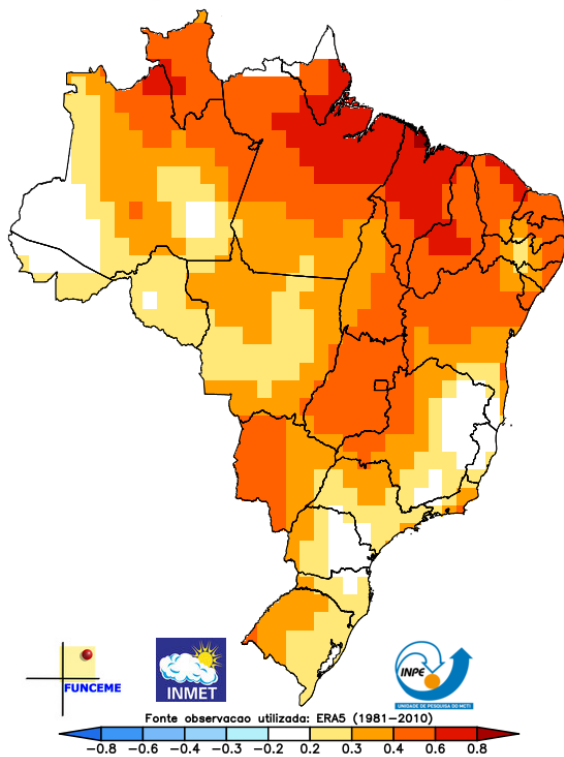 FUNCEME
INMET
INPE
UNIDADE DE PESQUISA DO MCTI
Fonte observacao utilizada: ERA5 (1981−2010)
−0.8 −0.6 −0.4 −0.3 −0.2 0.2 0.3 0.4 0.6 0.8